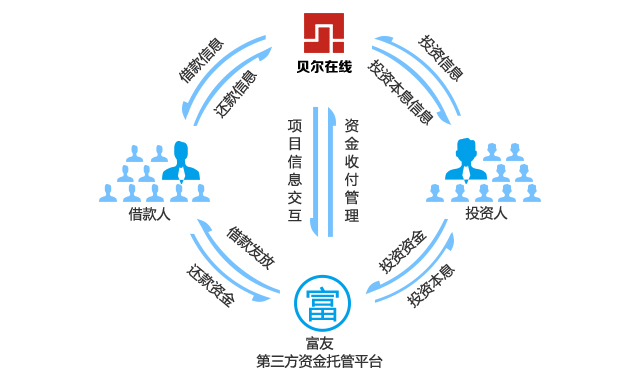 贝尔在线
借款信息
还款信息
投资信息
投资本息信息
项目信息交互
资金收付管理
借款人
投资人
借款发放
还款资金
投资资金
投资本息
富
富友
第三方资金托管平台